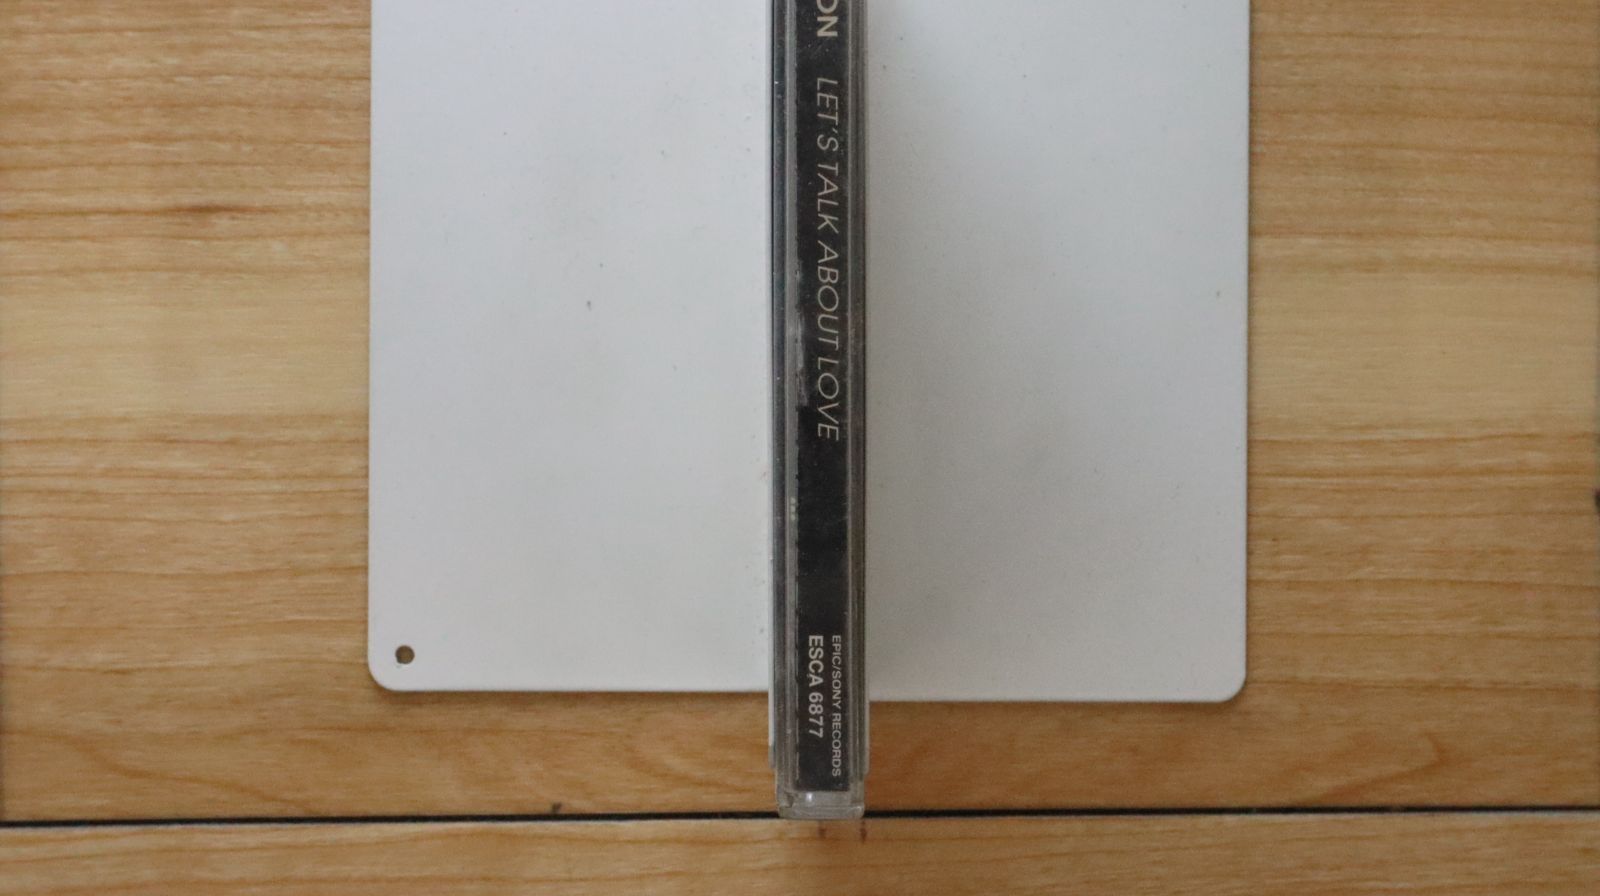 ON LET'S TALK ABOUT LOVE
EPIC/SONY RECORDS
ESCA 6877